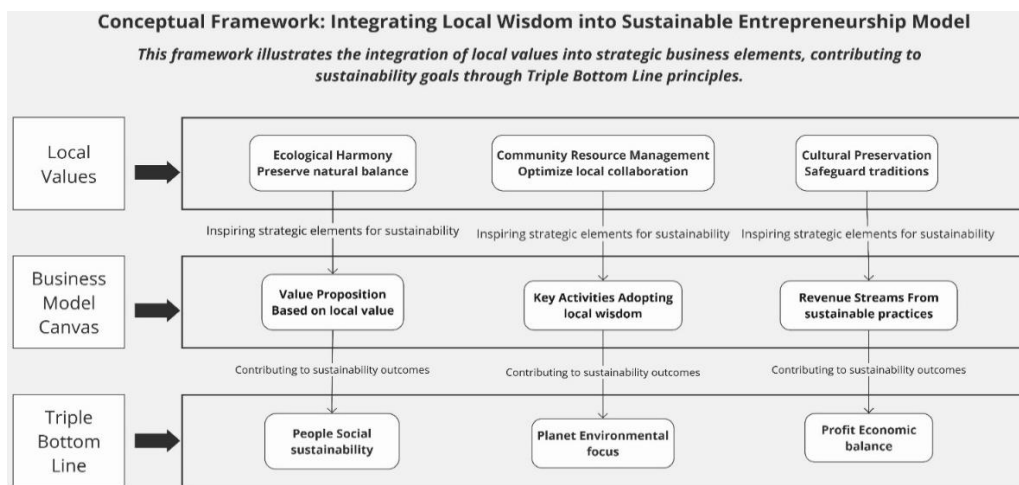 Conceptual Framework: Integrating Local Wisdom into Sustainable Entrepreneurship Model
This framework illustrates the integration of local values into strategic business elements, contributing to
sustainability goals through Triple Bottom Line principles.
Local
Values
Ecological Harmony
Preserve natural balance
Community Resource Management
Optimize local collaboration
Cultural Preservation
Safeguard traditions
Inspiring strategic elements for sustainability
Inspiring strategic elements for sustainability
Inspiring strategic elements for sustainability
Business
Model
Canvas
Value Proposition
Based on local value
Key Activities Adopting
local wisdom
Revenue Streams From
sustainable practices
Contributing to sustainability outcomes
Contributing to sustainability outcomes
Contributing to sustainability outcomes
Triple
Bottom
Line
People Social
sustainability
Planet Environmental
focus
Profit Economic
balance